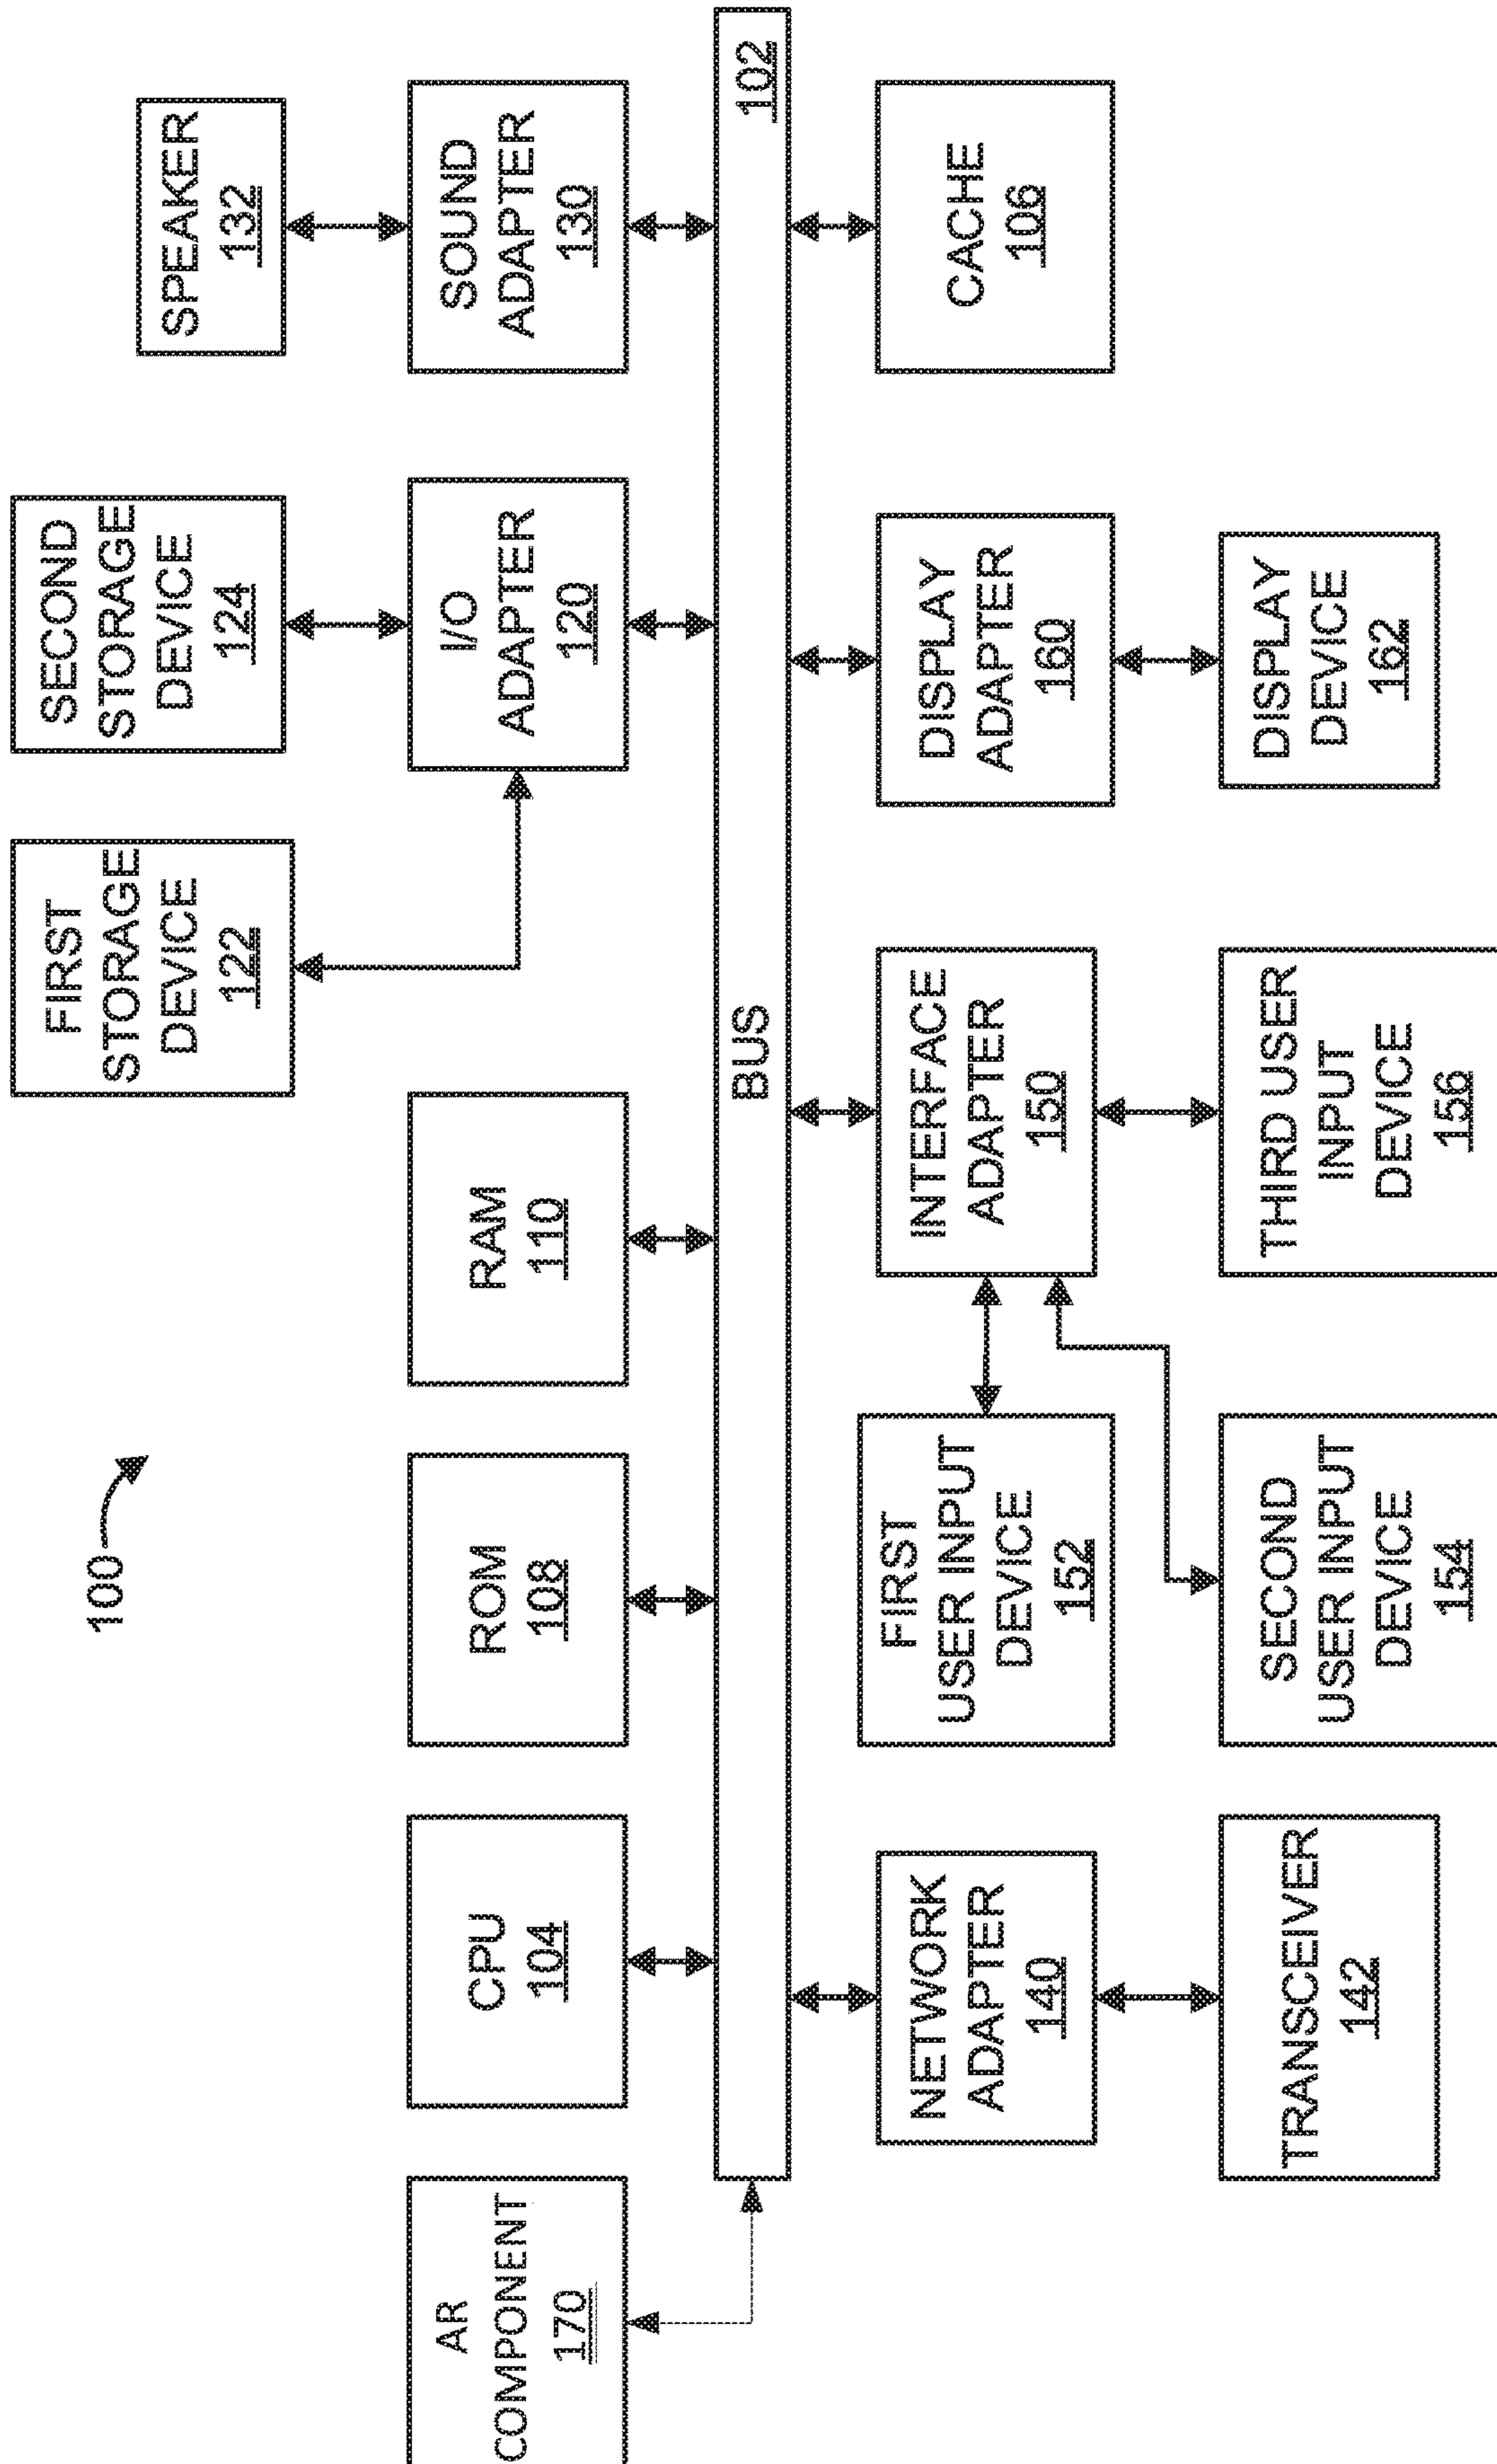 100
FIRST
STORAGE
DEVICE
122
SECOND
STORAGE
DEVICE
124
SPEAKER
132
AR
COMPONENT
170
CPU
104
ROM
108
RAM
110
I/O
ADAPTER
120
SOUND
ADAPTER
130
BUS
102
NETWORK
ADAPTER
140
FIRST
USER INPUT
DEVICE
152
INTERFACE
ADAPTER
150
DISPLAY
ADAPTER
160
CACHE
106
TRANSCEIVER
142
SECOND
USER INPUT
DEVICE
154
THIRD USER
INPUT
DEVICE
156
DISPLAY
DEVICE
162